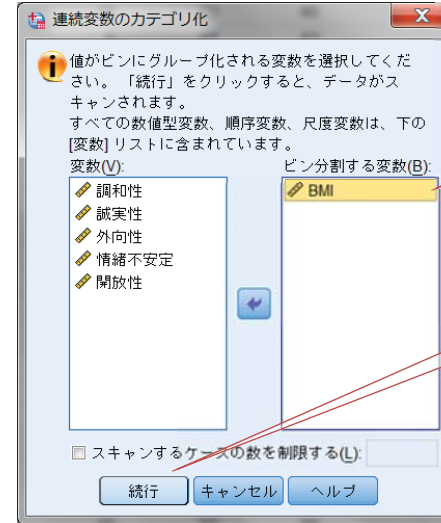 連続変数のカテゴリ化
値がビンにグループ化される変数を選択してくだ
さい。「続行」をクリックすると、データがス
キャンされます。
すべての数値型変数、順序変数、尺度変数は、下の
[変数] リストに含まれています。
変数(V):
調和性
誠実性
外向性
情緒不安定
開放性
ビン分割する変数(B):
BMI
スキャンするケースの数を制限する(L):
続行 キャンセル ヘルプ